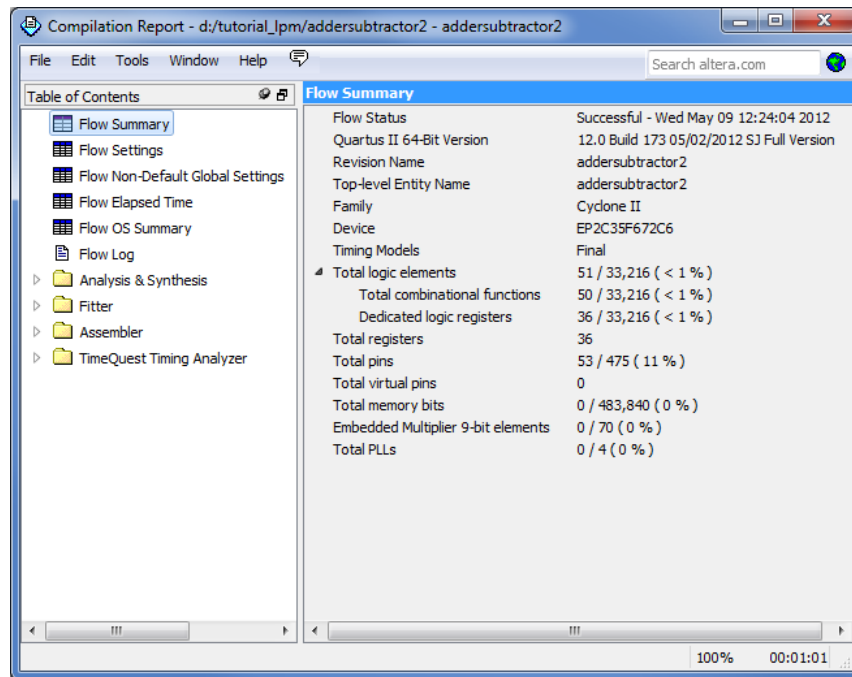 Compilation Report - d:/tutorial_lpm/addersubtractor2 - addersubtractor2
File Edit Tools Window Help
Search altera.com
Table of Contents
Flow Summary
Flow Settings
Flow Non-Default Global Settings
Flow Elapsed Time
Flow OS Summary
Flow Log
Analysis & Synthesis
Fitter
Assembler
TimeQuest Timing Analyzer
Flow Summary
Flow Status Successful - Wed May 09 12:24:04 2012
Quartus II 64-Bit Version 12.0 Build 173 05/02/2012 SJ Full Version
Revision Name addersubtractor2
Top-level Entity Name addersubtractor2
Family Cyclone II
Device EP2C35F672C6
Timing Models Final
Total logic elements 51 / 33,216 ( < 1 % )
Total combinational functions 50 / 33,216 ( < 1 % )
Dedicated logic registers 36 / 33,216 ( < 1 % )
Total registers 36
Total pins 53 / 475 ( 11 % )
Total virtual pins 0
Total memory bits 0 / 483,840 ( 0 % )
Embedded Multiplier 9-bit elements 0 / 70 ( 0 % )
Total PLLs 0 / 4 ( 0 % )
100% 00:01:01